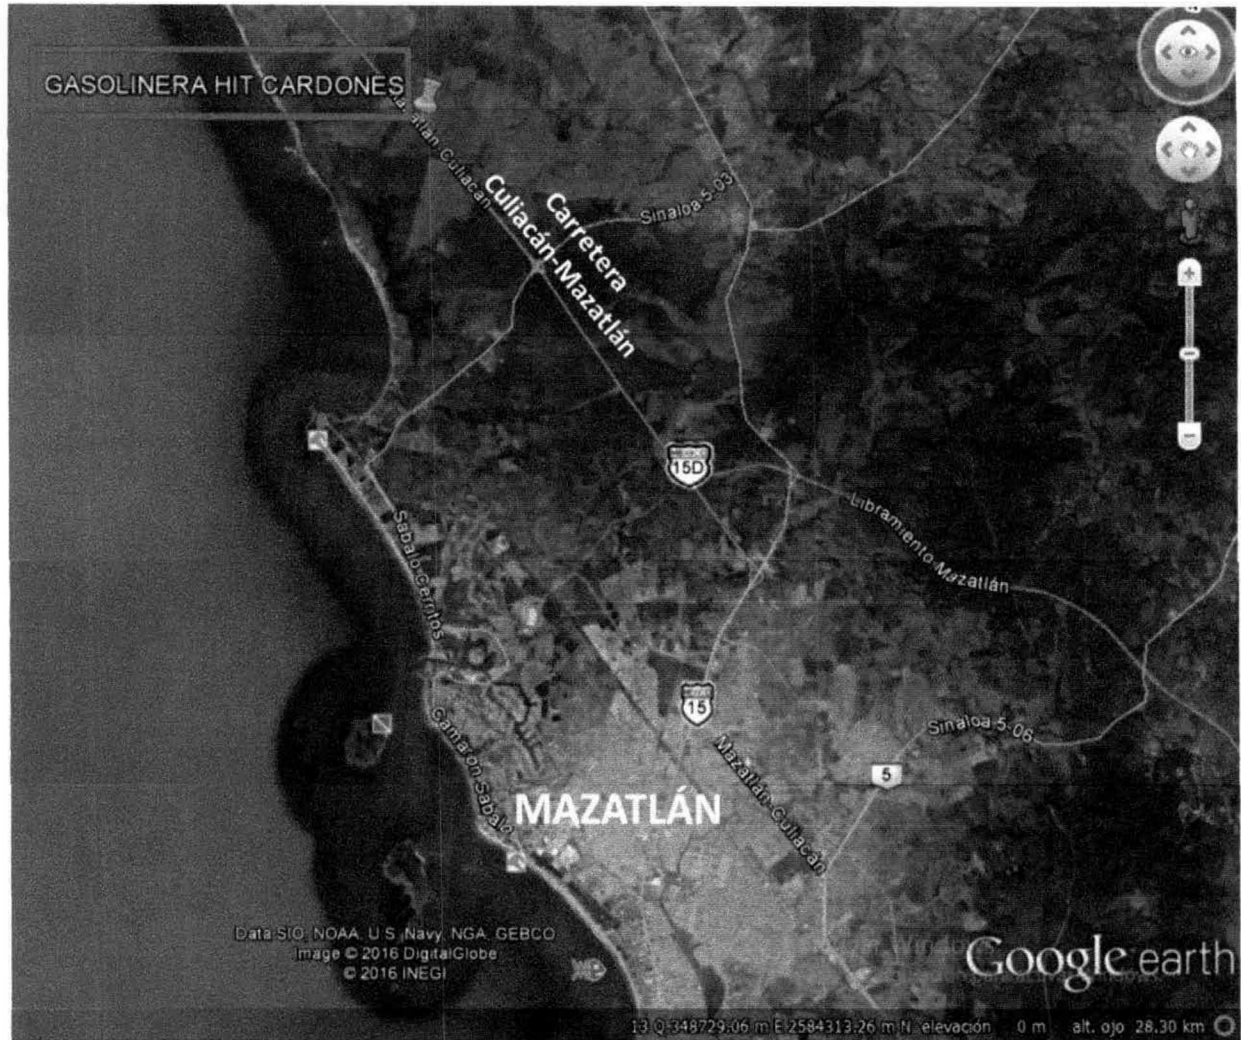 GASOLINERA HIT CARDONES
Culiacán
Carretera
Culiacán-Mazatlán
Sinaloa 5-03
15D
Libramiento Mazatlán
Sabalo Cerritos
15
Sinaloa 5-06
5
Mazatlán-Culiacán
Camaron Sabalo
MAZATLÁN
Data SIO, NOAA, U.S. Navy, NGA, GEBCO
Image © 2016 DigitalGlobe
© 2016 INEGI
Google earth
13 Q 348729.06 m E 2584313.26 m N elevación 0 m alt. ojo 28.30 km